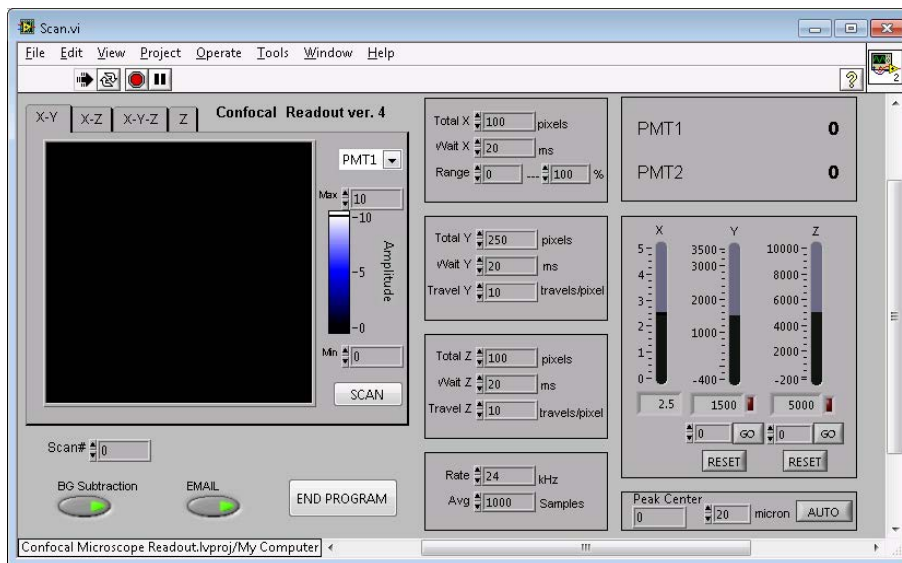 Scan.vi
File Edit View Project Operate Tools Window Help
2
X-Y X-Z X-Y-Z Z Confocal Readout ver. 4
PMT1
Max 10
10
5
0
Amplitude
Min 0
SCAN
Scan# 0
BG Subtraction EMAIL
END PROGRAM
Total X 100 pixels
Wait X 20 ms
Range 0 ---- 100 %
Total Y 250 pixels
Wait Y 20 ms
Travel Y 10 travels/pixel
Total Z 100 pixels
Wait Z 20 ms
Travel Z 10 travels/pixel
Rate 24 kHz
Avg 1000 Samples
PMT1 0
PMT2 0
X Y Z
5 3500 10000
4 3000 8000
3 2000 6000
2 1000 4000
1 2000
0 -400 -200
2.5 1500 5000
0 GO 0 GO
RESET RESET
Peak Center
0 20 micron AUTO
Confocal Microscope Readout.lvproj/My Computer